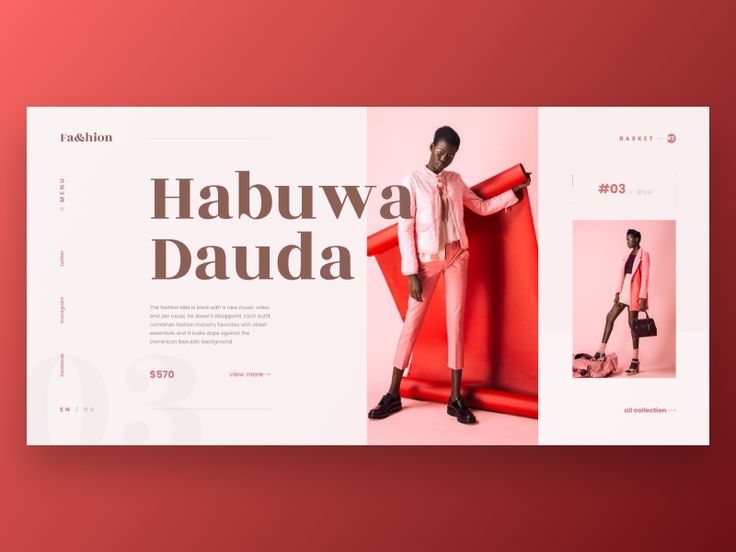 Fa&hion
BASKET
MENU
twitter
instagram
facebook
Habuwa
Dauda
The fashion killa is back with a new music video
and per usual, he doesn't disappoint. Each outfit
combines fashion industry favorites with street
essentials and it looks dope against the
Dominican Republic background.
$570
view more
EN / RU
03
#03 \ #04
all collection